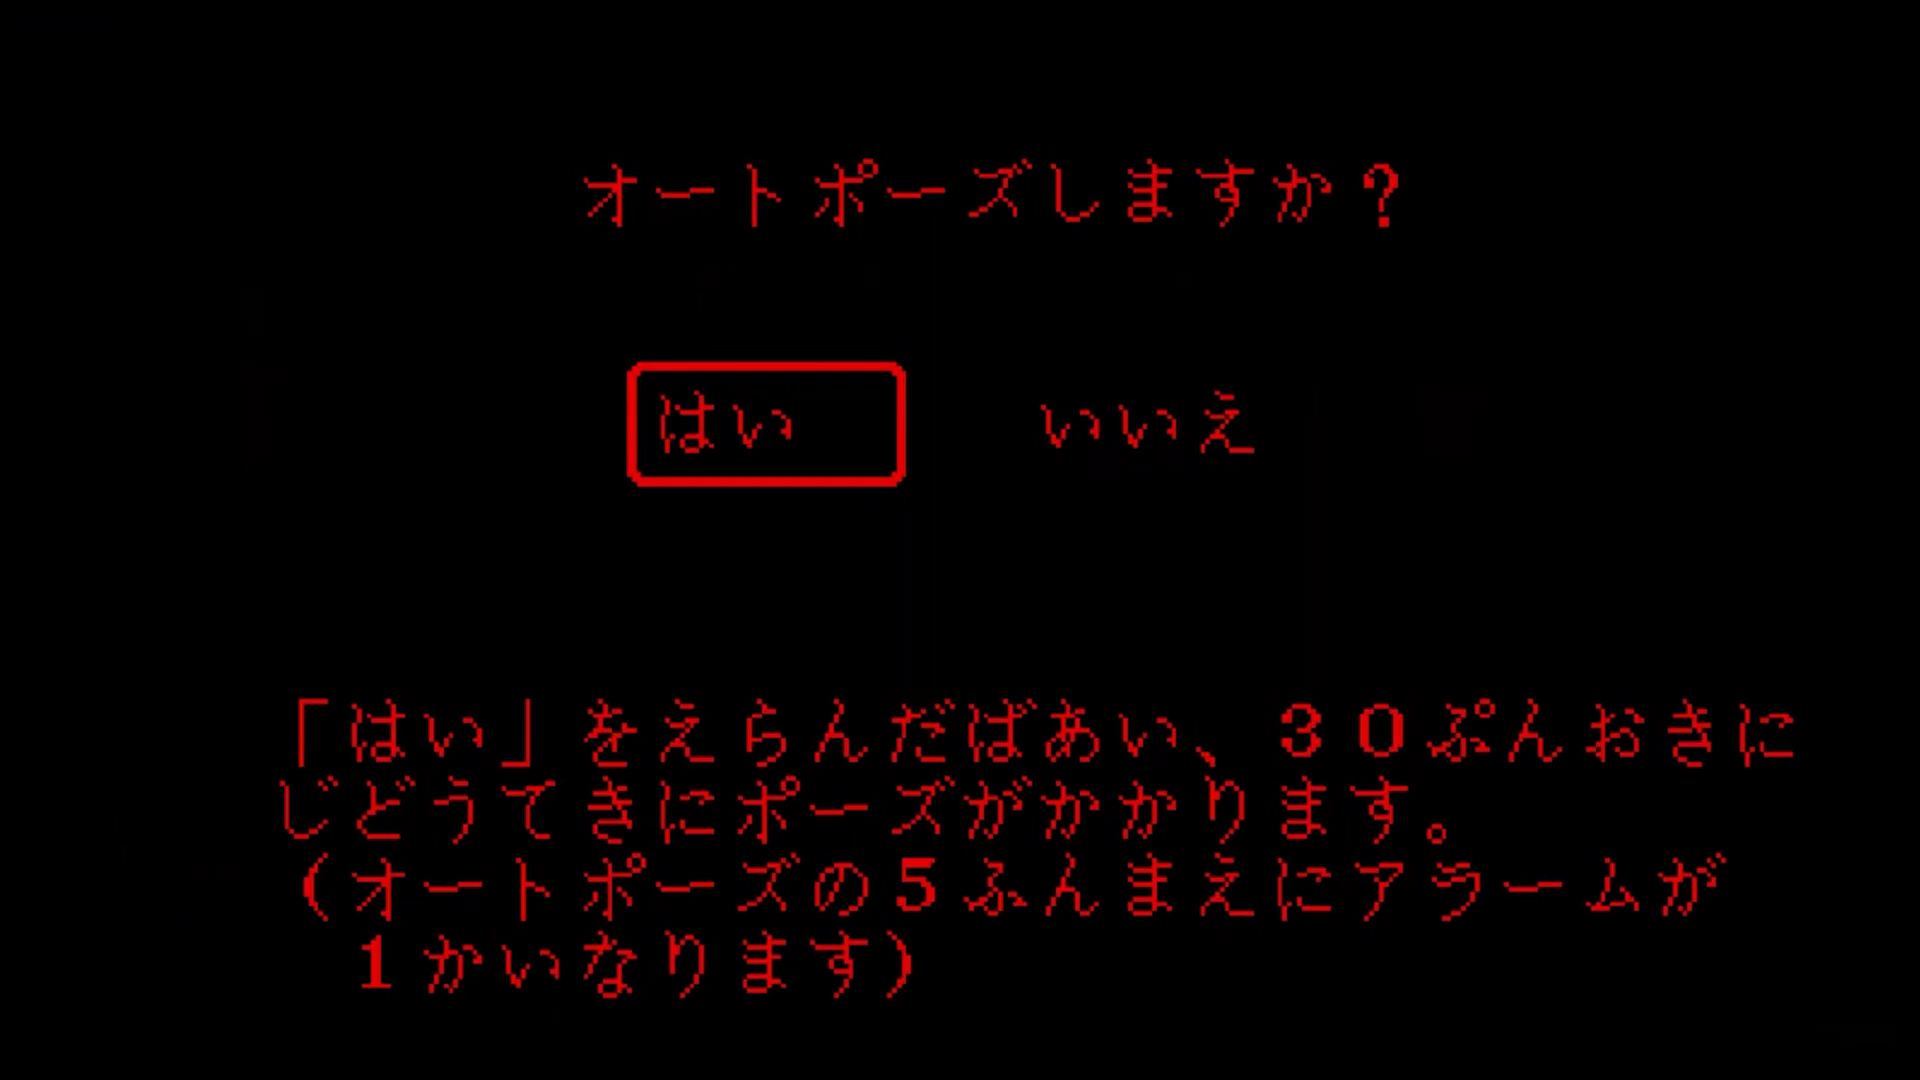 オートポーズしますか？
はい　いいえ
「はい」をえらんだばあい、３０ぷんおきに
じどうてきにポーズがかかります。
(オートポーズの５ふんまえにアラームが
１かいなります)